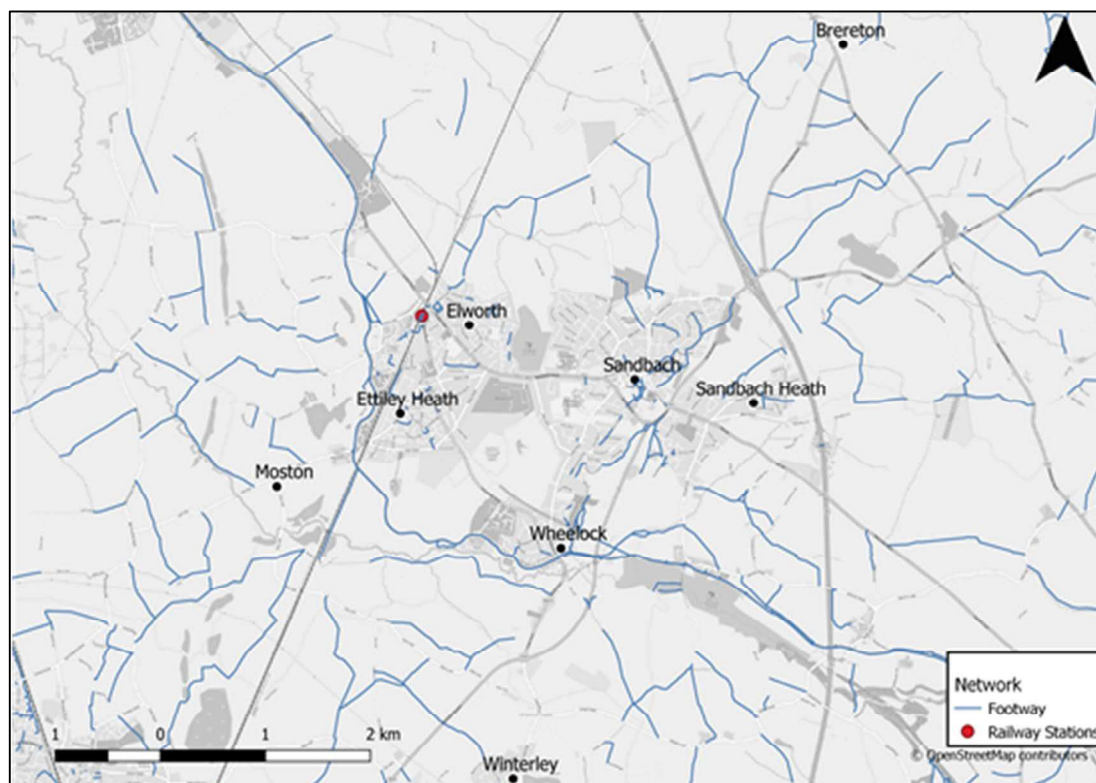 Brereton
Elworth
Sandbach
Sandbach Heath
Ettiley Heath
Moston
Wheelock
Network
Footway
Railway Stations
1 0 1 2 km
© OpenStreetMap contributors
Winterley